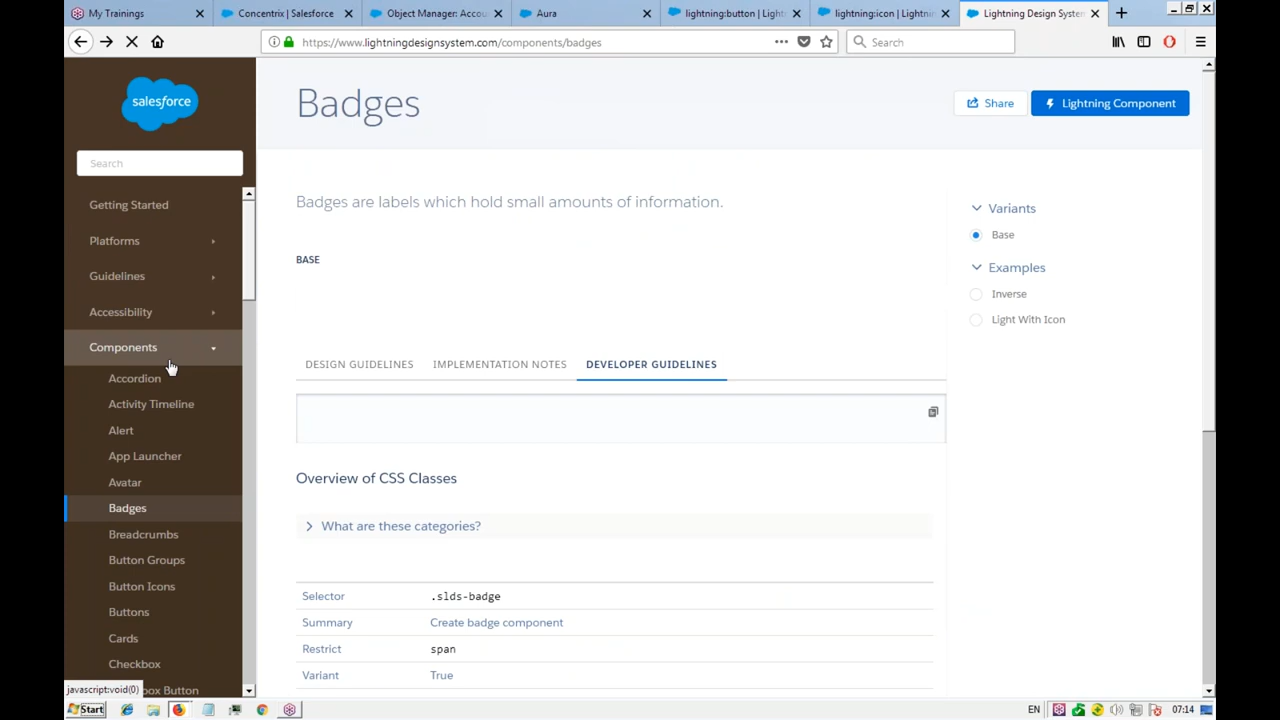 My Trainings
Concentrix | Salesforce
Object Manager: Accou
Aura
lightning:button | Lightn
lightning:icon | Lightnin
Lightning Design System
https://www.lightningdesignsystem.com/components/badges
Search
salesforce
Search
Getting Started
Platforms
Guidelines
Accessibility
Components
Accordion
Activity Timeline
Alert
App Launcher
Avatar
Badges
Breadcrumbs
Button Groups
Button Icons
Buttons
Cards
Checkbox
box Button
javascript:void(0)
Badges
Share
Lightning Component
Badges are labels which hold small amounts of information.
BASE
Variants
Base
Examples
Inverse
Light With Icon
DESIGN GUIDELINES
IMPLEMENTATION NOTES
DEVELOPER GUIDELINES
Overview of CSS Classes
What are these categories?
Selector .slds-badge
Summary Create badge component
Restrict span
Variant True
Start
EN
07:14